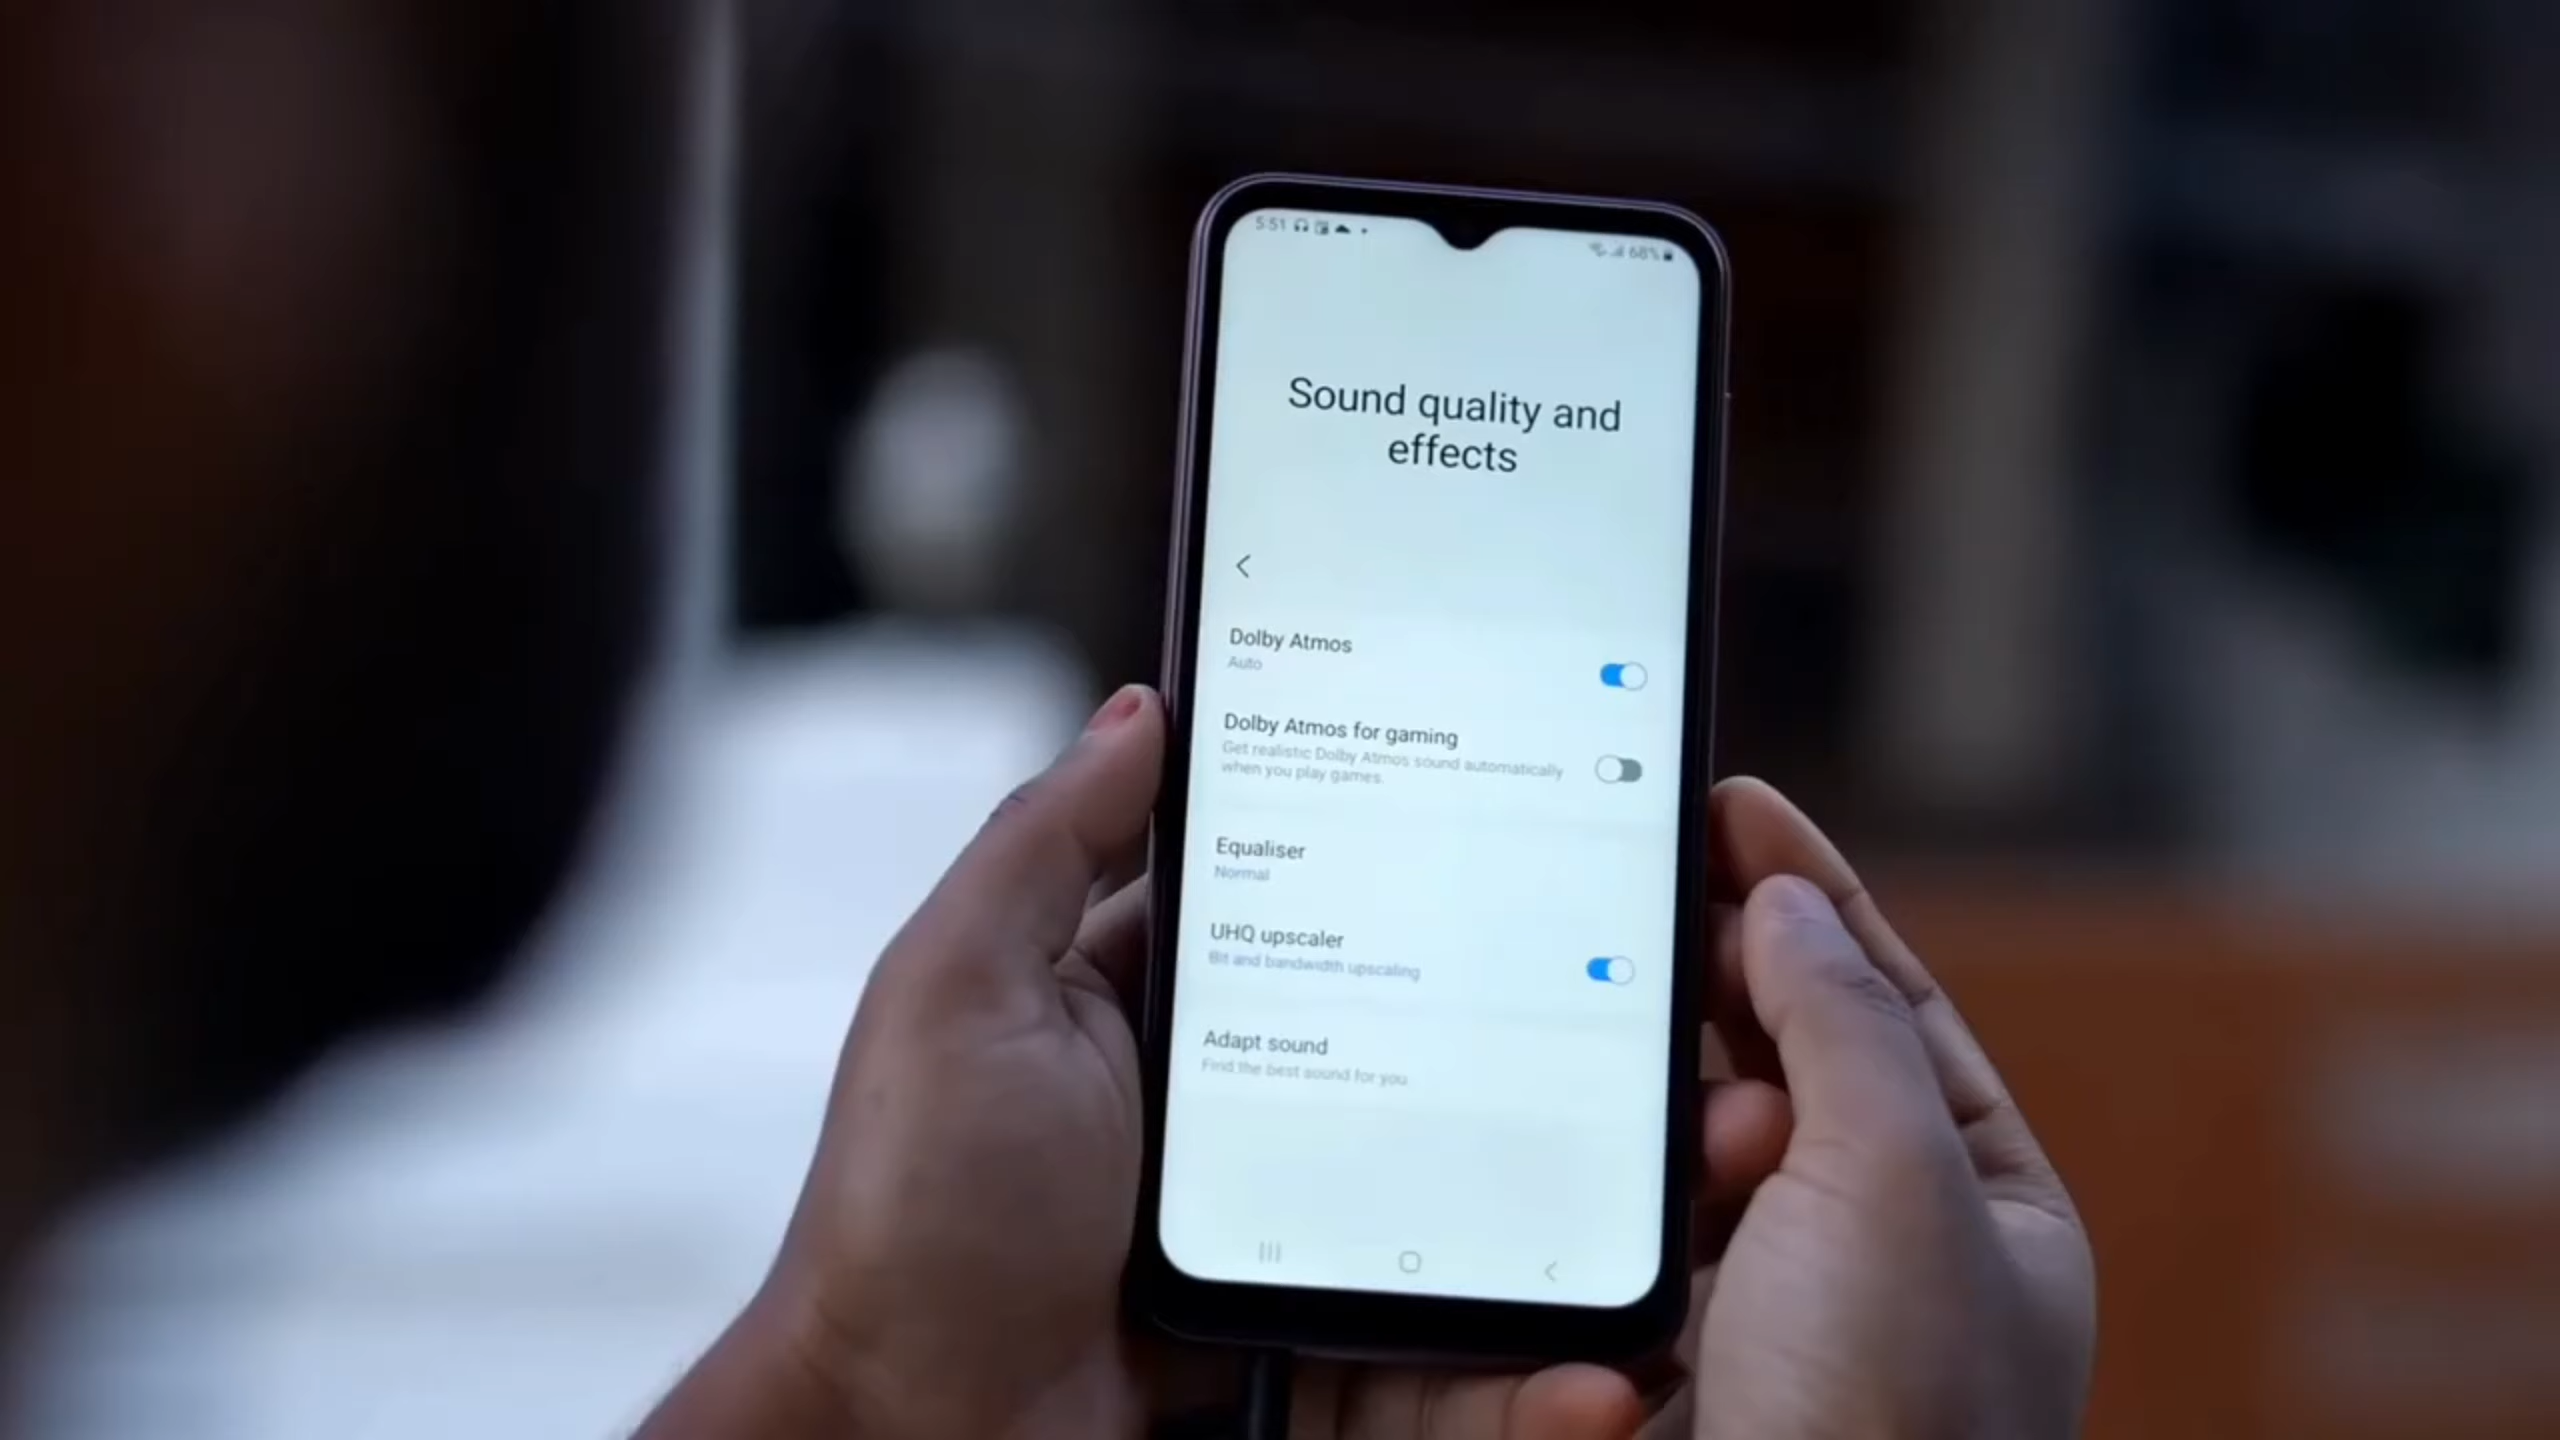 5:51
68%
Sound quality and
effects
Dolby Atmos
Auto
Dolby Atmos for gaming
Get realistic Dolby Atmos sound automatically
when you play games.
Equaliser
Normal
UHQ upscaler
Bit and bandwidth upscaling
Adapt sound
Find the best sound for you